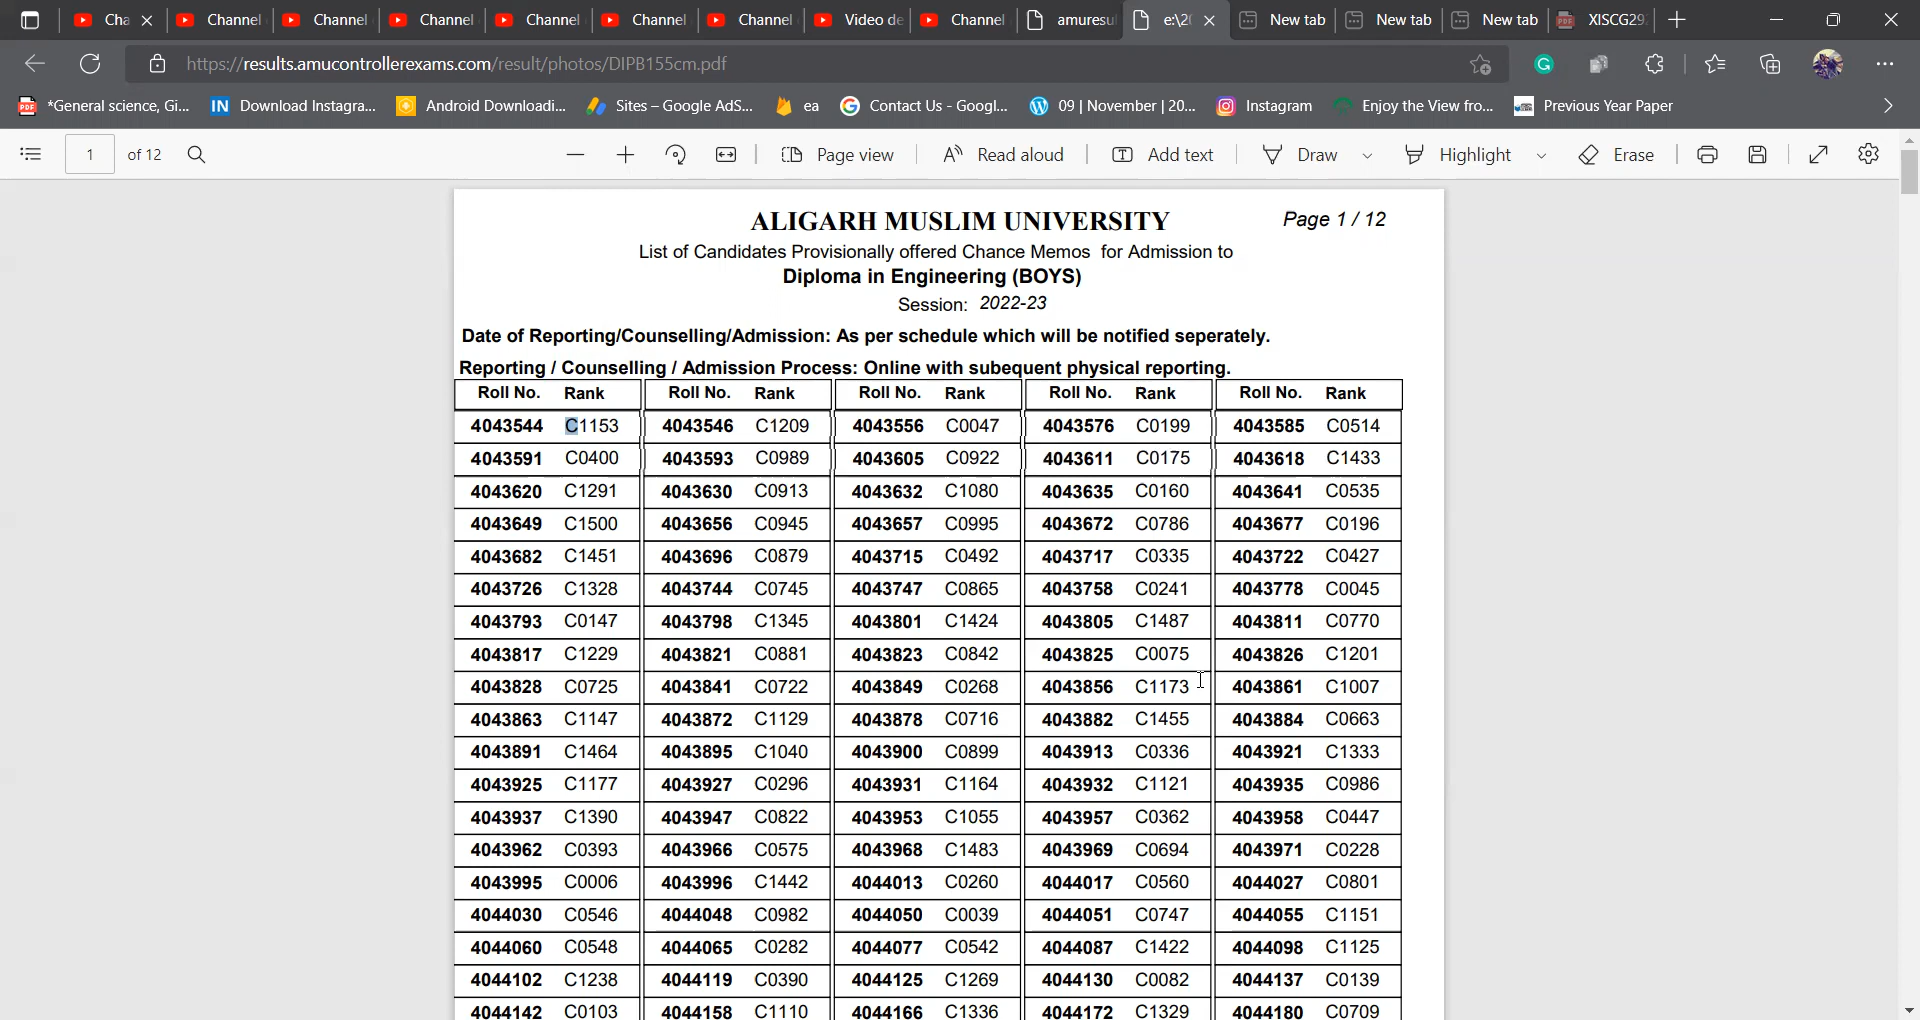 Cha
Channel
Channel
Channel
Channel
Channel
Channel
Video de
Channel
amuresu
e:\20
New tab
New tab
New tab
XISCG29
https://results.amucontrollerexams.com/result/photos/DIPB155cm.pdf
*General science, Gi...
Download Instagra...
Android Downloadi...
Sites – Google AdS...
ea
Contact Us - Googl...
09 | November | 20...
Instagram
Enjoy the View fro...
Previous Year Paper
1 of 12
Page view
Read aloud
Add text
Draw
Highlight
Erase
ALIGARH MUSLIM UNIVERSITY Page 1 / 12
List of Candidates Provisionally offered Chance Memos for Admission to
Diploma in Engineering (BOYS)
Session: 2022-23
Date of Reporting/Counselling/Admission: As per schedule which will be notified seperately.
Reporting / Counselling / Admission Process: Online with subequent physical reporting.
Roll No. Rank Roll No. Rank Roll No. Rank Roll No. Rank Roll No. Rank
4043544 C1153 4043546 C1209 4043556 C0047 4043576 C0199 4043585 C0514
4043591 C0400 4043593 C0989 4043605 C0922 4043611 C0175 4043618 C1433
4043620 C1291 4043630 C0913 4043632 C1080 4043635 C0160 4043641 C0535
4043649 C1500 4043656 C0945 4043657 C0995 4043672 C0786 4043677 C0196
4043682 C1451 4043696 C0879 4043715 C0492 4043717 C0335 4043722 C0427
4043726 C1328 4043744 C0745 4043747 C0865 4043758 C0241 4043778 C0045
4043793 C0147 4043798 C1345 4043801 C1424 4043805 C1487 4043811 C0770
4043817 C1229 4043821 C0881 4043823 C0842 4043825 C0075 4043826 C1201
4043828 C0725 4043841 C0722 4043849 C0268 4043856 C1173 4043861 C1007
4043863 C1147 4043872 C1129 4043878 C0716 4043882 C1455 4043884 C0663
4043891 C1464 4043895 C1040 4043900 C0899 4043913 C0336 4043921 C1333
4043925 C1177 4043927 C0296 4043931 C1164 4043932 C1121 4043935 C0986
4043937 C1390 4043947 C0822 4043953 C1055 4043957 C0362 4043958 C0447
4043962 C0393 4043966 C0575 4043968 C1483 4043969 C0694 4043971 C0228
4043995 C0006 4043996 C1442 4044013 C0260 4044017 C0560 4044027 C0801
4044030 C0546 4044048 C0982 4044050 C0039 4044051 C0747 4044055 C1151
4044060 C0548 4044065 C0282 4044077 C0542 4044087 C1422 4044098 C1125
4044102 C1238 4044119 C0390 4044125 C1269 4044130 C0082 4044137 C0139
4044142 C0103 4044158 C1110 4044166 C1336 4044172 C1329 4044180 C0709